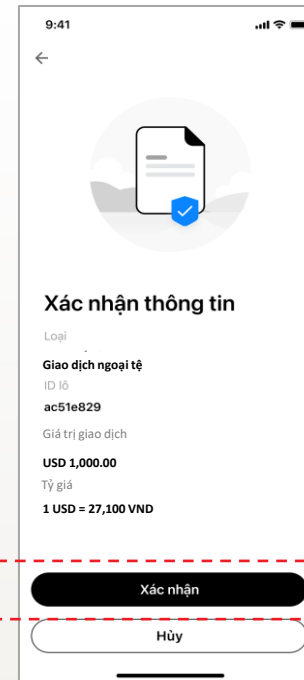 9:41
Xác nhận thông tin
Loại
Giao dịch ngoại tệ
ID lô
ac51e829
Giá trị giao dịch
USD 1,000.00
Tỷ giá
1 USD = 27,100 VND
Xác nhận
Hủy